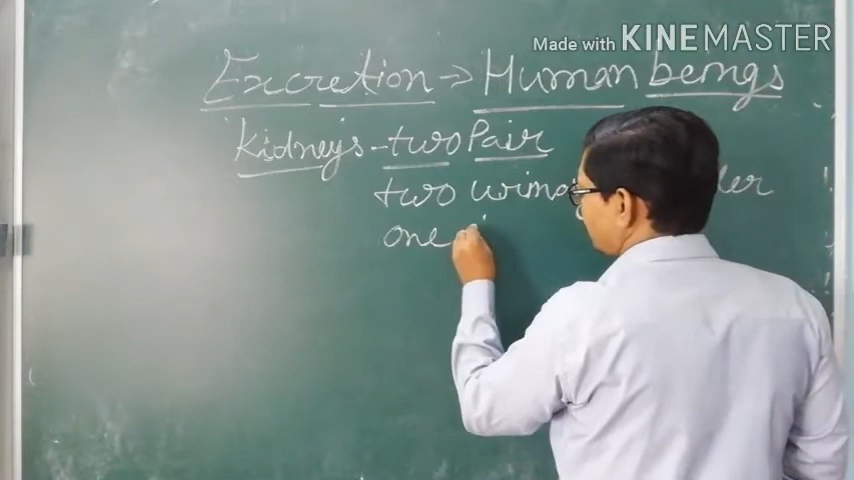 Made with KINEMASTER
Excretion → Human beings
Kidneys - two Pair
two
one